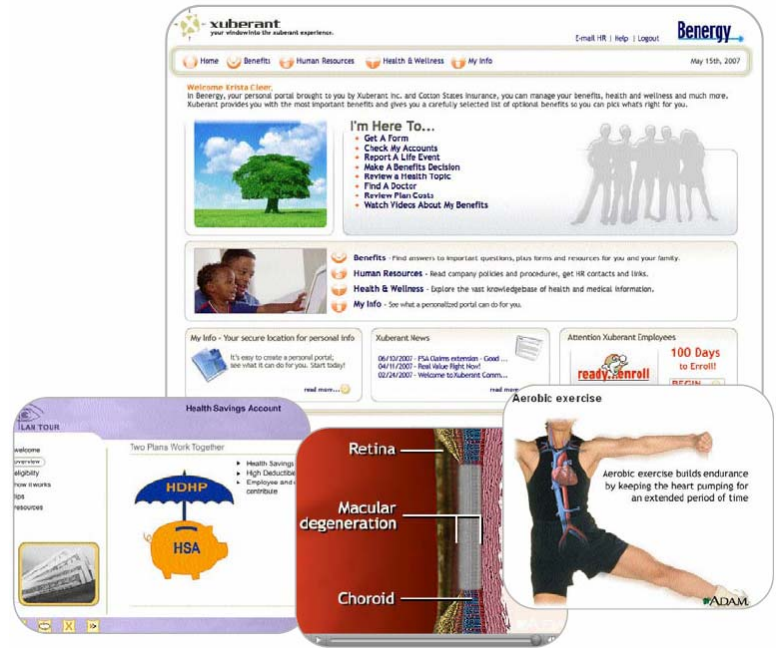 xuberant
your window into the xuberant experience.
E-mail HR | Help | Logout
Benergy
Home
Benefits
Human Resources
Health & Wellness
My Info
May 15th, 2007
Welcome Krista Cleer,
In Benergy, your personal portal brought to you by Xuberant Inc. and Cotton States Insurance, you can manage your benefits, health and wellness and much more.
Xuberant provides you with the most important benefits and gives you a carefully selected list of optional benefits so you can pick what's right for you.
I'm Here To...
Get A Form
Check My Accounts
Report A Life Event
Make A Benefits Decision
Review a Health Topic
Find A Doctor
Review Plan Costs
Watch Videos About My Benefits
Benefits - Find answers to important questions, plus forms and resources for you and your family.
Human Resources - Read company policies and procedures, get HR contacts and links.
Health & Wellness - Explore the vast knowledgebase of health and medical information.
My Info - See what a personalized portal can do for you.
My Info - Your secure location for personal info
It's easy to create a personal portal;
see what it can do for you. Start today!
read more...
Xuberant News
06/10/2007 - FSA Claims extension - Good ...
04/11/2007 - Real Value Right Now!
02/24/2007 - Welcome to Xuberant Comm...
read more
Attention Xuberant Employees
ready...enroll
100 Days
to Enroll!
BEGIN
Health Savings Account
LAN TOUR
welcome
overview
eligibility
how it works
tips
resources
Two Plans Work Together
Health Savings
High Deductible
Employee and
contribute
HDHP
HSA
Retina
Macular
degeneration
Choroid
Aerobic exercise
Aerobic exercise builds endurance
by keeping the heart pumping for
an extended period of time
ADAM